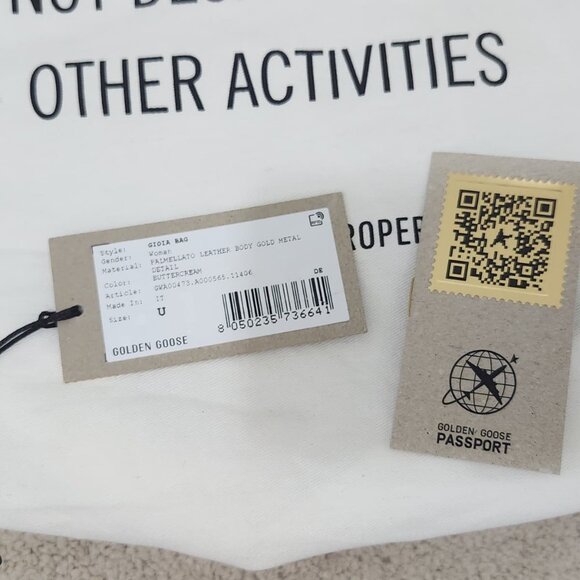 OTHER ACTIVITIES
ROPER
Style: GIOIA BAG
Gender: Woman
Material: PALMELLATO LEATHER BODY GOLD METAL DETAIL
Color: BUTTERCREAM
Article: GWA00473.A000565.11406
Made In: IT
Size: U
DE
8 050235 736641
GOLDEN GOOSE
GOLDEN GOOSE
PASSPORT